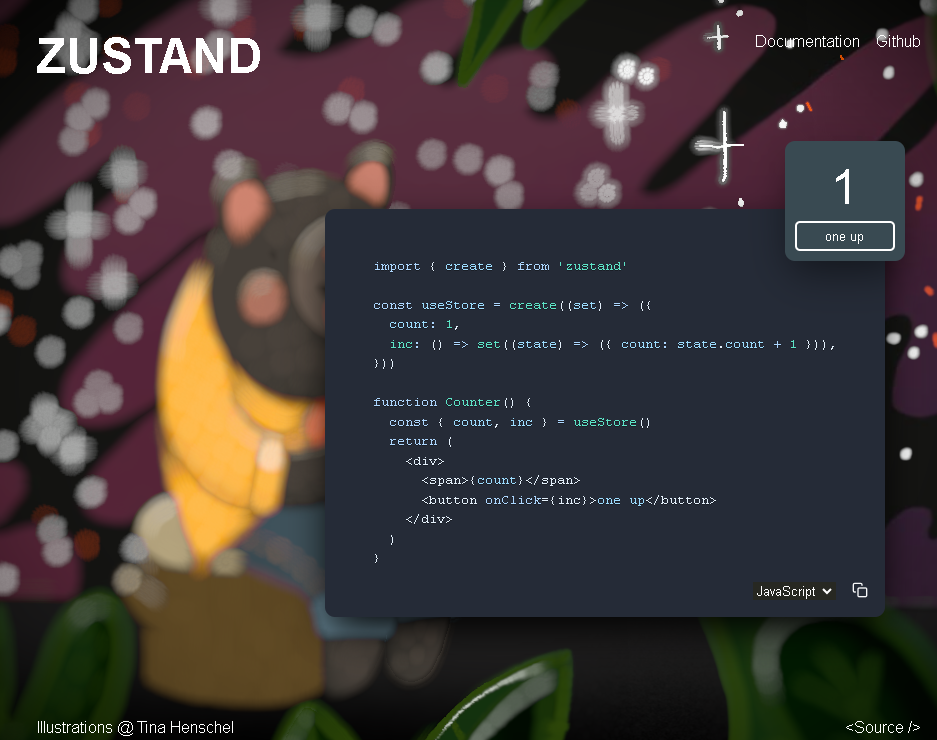 ZUSTAND
Documentation Github
1
one up
import { create } from 'zustand'
const useStore = create((set) => ({
count: 1,
inc: () => set((state) => ({ count: state.count + 1 })),
}))
function Counter() {
const { count, inc } = useStore()
return (
<div>
<span>{count}</span>
<button onClick={inc}>one up</button>
</div>
)
}
JavaScript
Illustrations @ Tina Henschel
<Source />